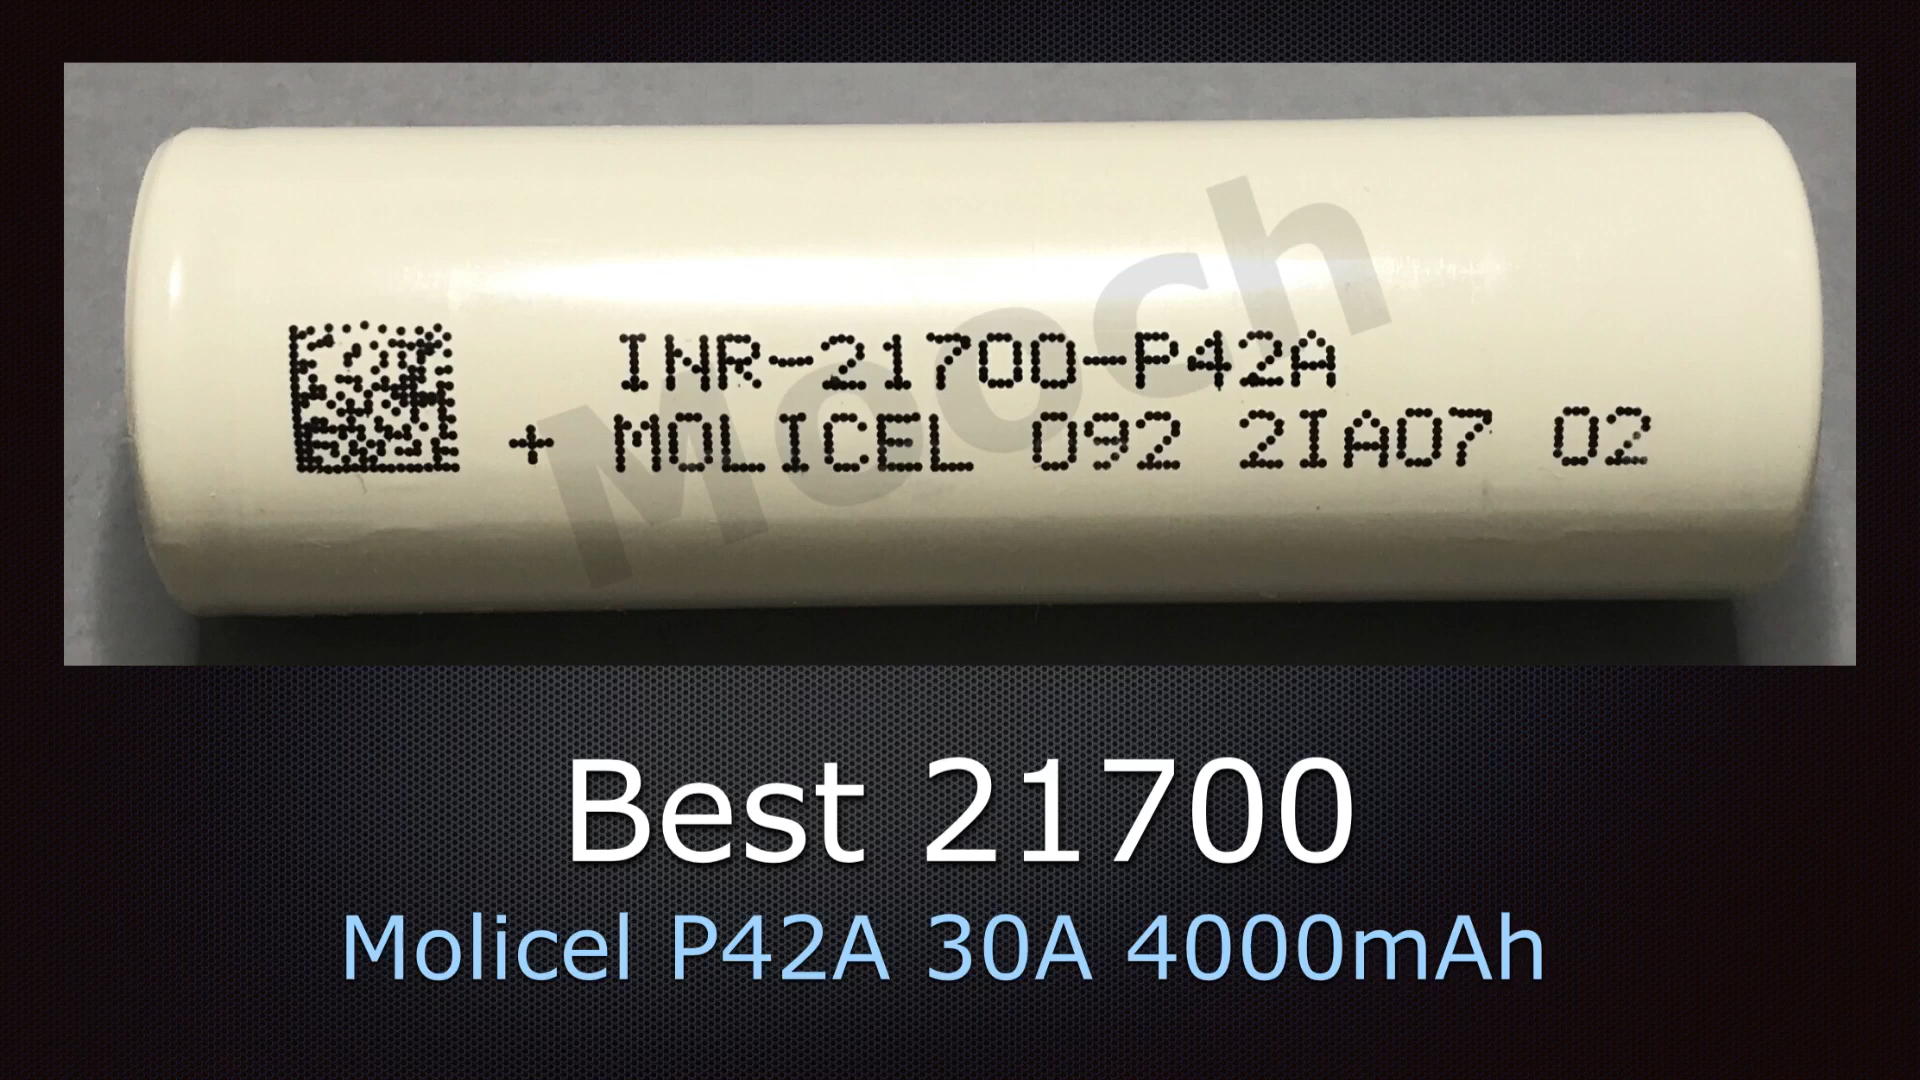 INR-21700-P42A
+ MOLICEL 092 2IA07 02
Mooch
Best 21700
Molicel P42A 30A 4000mAh